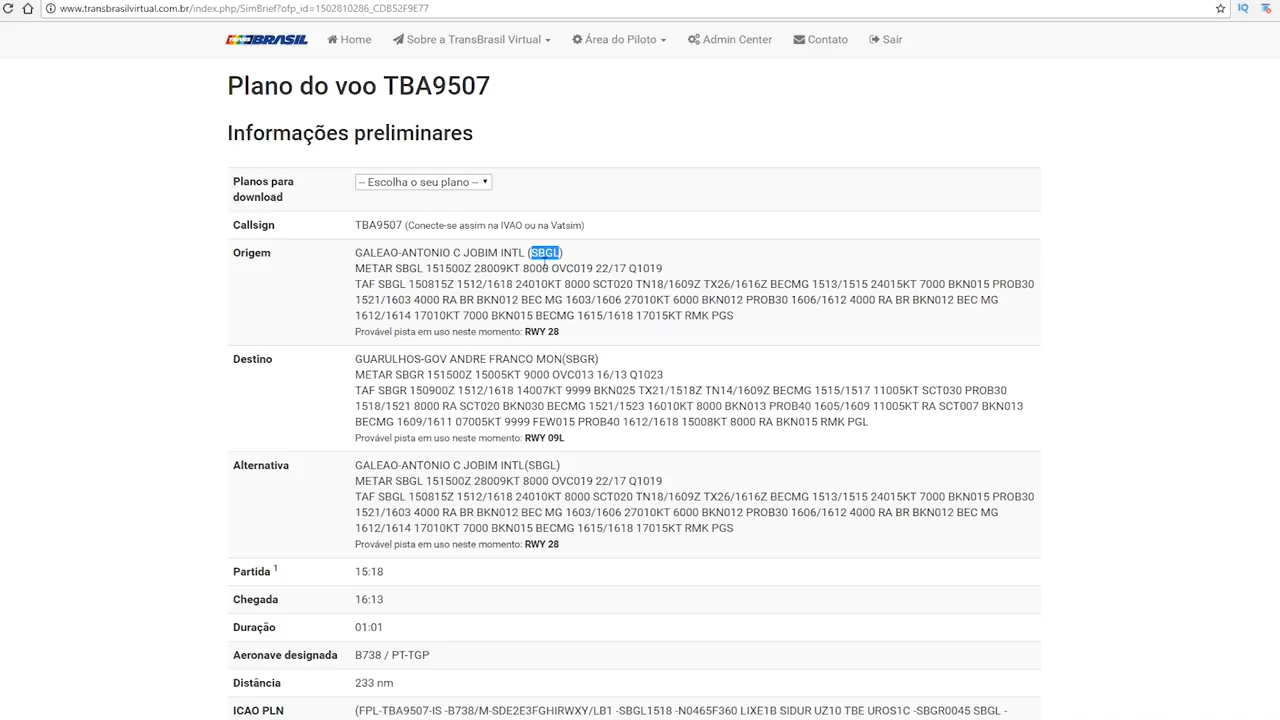 www.transbrasilvirtual.com.br/index.php/SimBrief?ofp_id=1502810286_CDB52F9E77
IQ
BRASIL Home Sobre a TransBrasil Virtual Área do Piloto Admin Center Contato Sair
Plano do voo TBA9507
Informações preliminares
Planos para download
-- Escolha o seu plano --
Callsign
TBA9507 (Conecte-se assim na IVAO ou na Vatsim)
Origem
GALEAO-ANTONIO C JOBIM INTL (SBGL)
METAR SBGL 151500Z 28009KT 8000 OVC019 22/17 Q1019
TAF SBGL 150815Z 1512/1618 24010KT 8000 SCT020 TN18/1609Z TX26/1616Z BECMG 1513/1515 24015KT 7000 BKN015 PROB30
1521/1603 4000 RA BR BKN012 BEC MG 1603/1606 27010KT 6000 BKN012 PROB30 1606/1612 4000 RA BR BKN012 BEC MG
1612/1614 17010KT 7000 BKN015 BECMG 1615/1618 17015KT RMK PGS
Provável pista em uso neste momento: RWY 28
Destino
GUARULHOS-GOV ANDRE FRANCO MON(SBGR)
METAR SBGR 151500Z 15005KT 9000 OVC013 16/13 Q1023
TAF SBGR 150900Z 1512/1618 14007KT 9999 BKN025 TX21/1518Z TN14/1609Z BECMG 1515/1517 11005KT SCT030 PROB30
1518/1521 8000 RA SCT020 BKN030 BECMG 1521/1523 16010KT 8000 BKN013 PROB40 1605/1609 11005KT RA SCT007 BKN013
BECMG 1609/1611 07005KT 9999 FEW015 PROB40 1612/1618 15008KT 8000 RA BKN015 RMK PGL
Provável pista em uso neste momento: RWY 09L
Alternativa
GALEAO-ANTONIO C JOBIM INTL(SBGL)
METAR SBGL 151500Z 28009KT 8000 OVC019 22/17 Q1019
TAF SBGL 150815Z 1512/1618 24010KT 8000 SCT020 TN18/1609Z TX26/1616Z BECMG 1513/1515 24015KT 7000 BKN015 PROB30
1521/1603 4000 RA BR BKN012 BEC MG 1603/1606 27010KT 6000 BKN012 PROB30 1606/1612 4000 RA BR BKN012 BEC MG
1612/1614 17010KT 7000 BKN015 BECMG 1615/1618 17015KT RMK PGS
Provável pista em uso neste momento: RWY 28
Partida 1 15:18
Chegada 16:13
Duração 01:01
Aeronave designada B738 / PT-TGP
Distância 233 nm
ICAO PLN (FPL-TBA9507-IS -B738/M-SDE2E3FGHIRWXY/LB1 -SBGL1518 -N0465F360 LIXE1B SIDUR UZ10 TBE UROS1C -SBGR0045 SBGL -